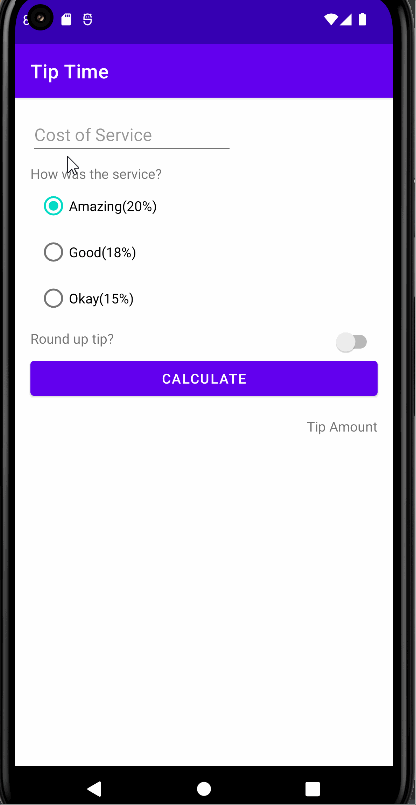 Tip Time
Cost of Service
How was the service?
Amazing(20%)
Good(18%)
Okay(15%)
Round up tip?
CALCULATE
Tip Amount